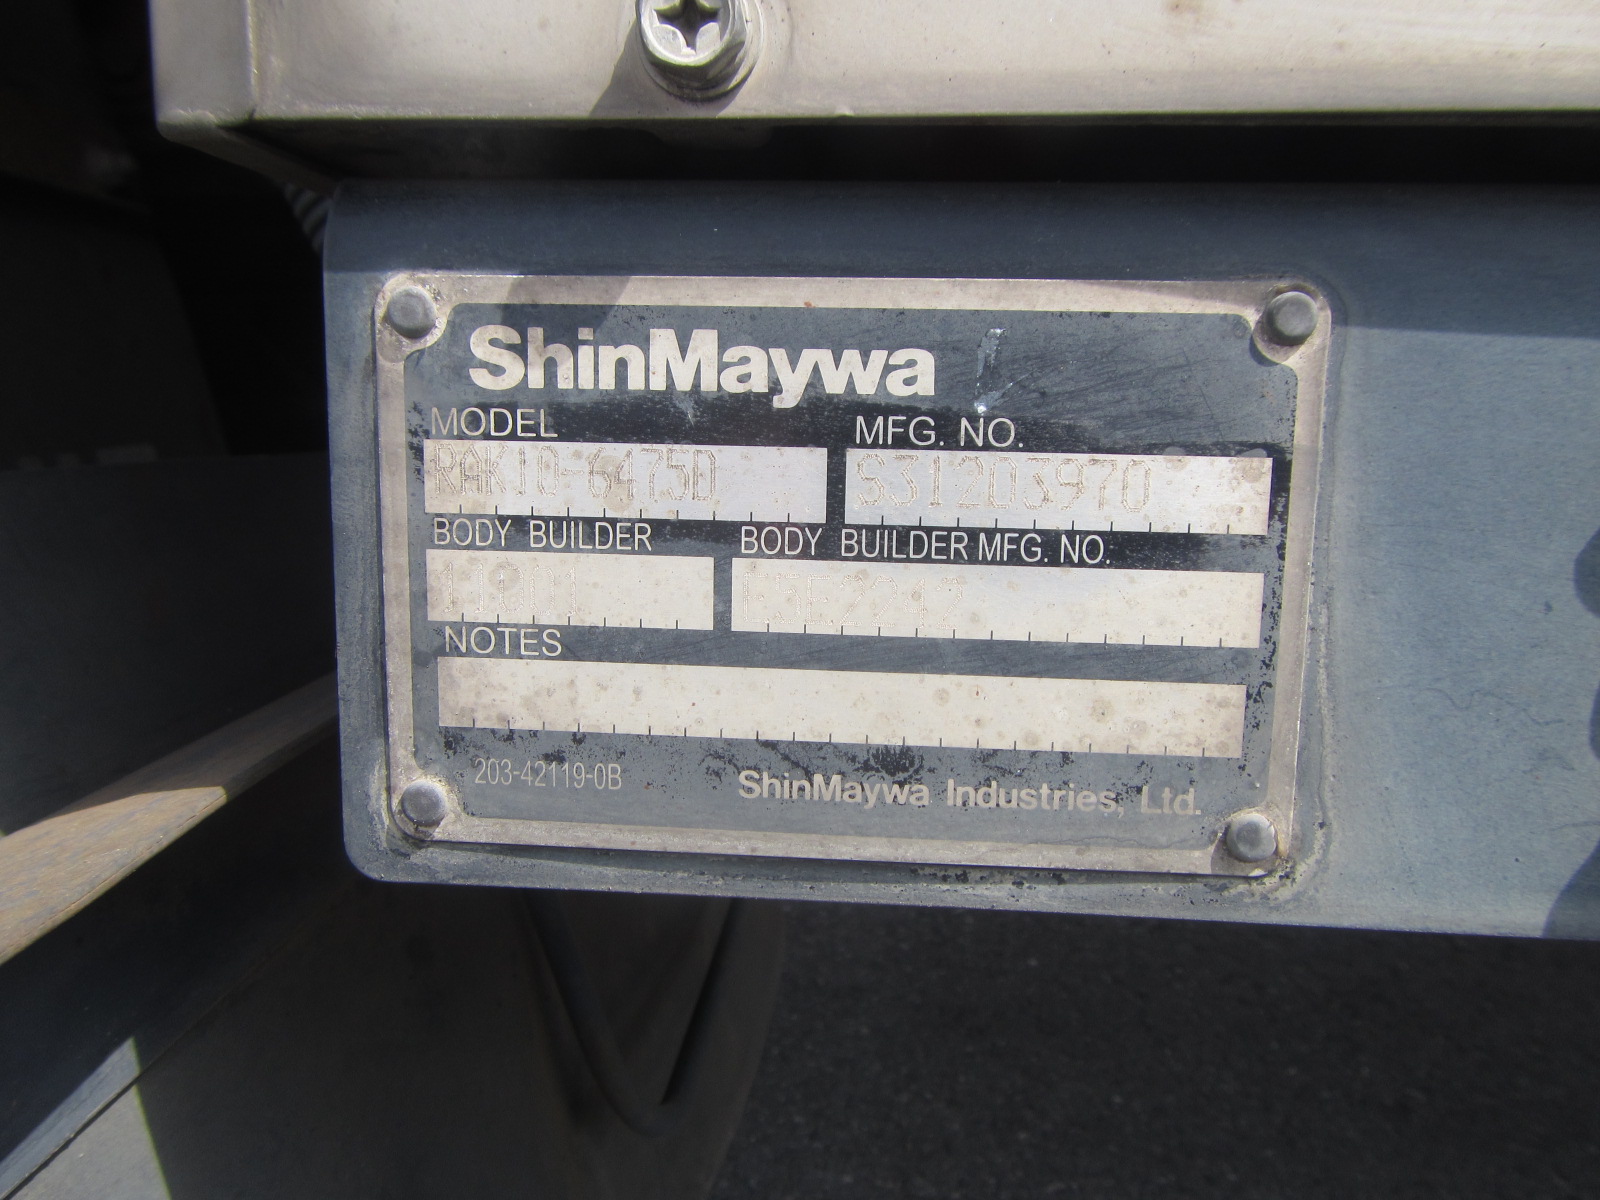 ShinMaywa
MODEL MFG. NO.
RAK10-6475D S31203970
BODY BUILDER BODY BUILDER MFG. NO.
11001 E5E2242
NOTES
203-42119-0B ShinMaywa Industries, Ltd.